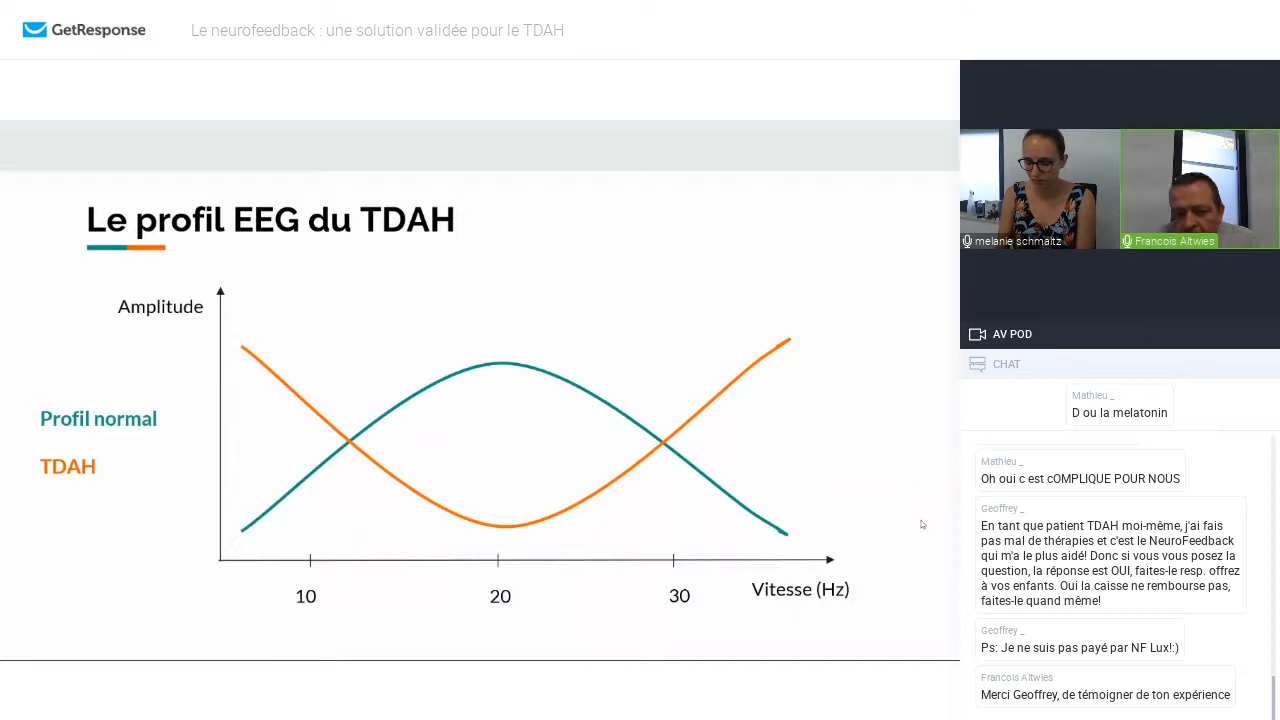 GetResponse
Le neurofeedback : une solution validée pour le TDAH
Le profil EEG du TDAH
Amplitude
Profil normal
TDAH
10
20
30
Vitesse (Hz)
melanie schmaltz
Francois Altwies
AV POD
CHAT
Mathieu _
D ou la melatonin
Mathieu _
Oh oui c est cOMPLIQUE POUR NOUS
Geoffrey _
En tant que patient TDAH moi-même, j'ai fais
pas mal de thérapies et c'est le NeuroFeedback
qui m'a le plus aidé! Donc si vous vous posez la
question, la réponse est OUI, faites-le resp. offrez
à vos enfants. Oui la caisse ne rembourse pas,
faites-le quand même!
Geoffrey _
Ps: Je ne suis pas payé par NF Lux!:)
Francois Altwies
Merci Geoffrey, de témoigner de ton expérience